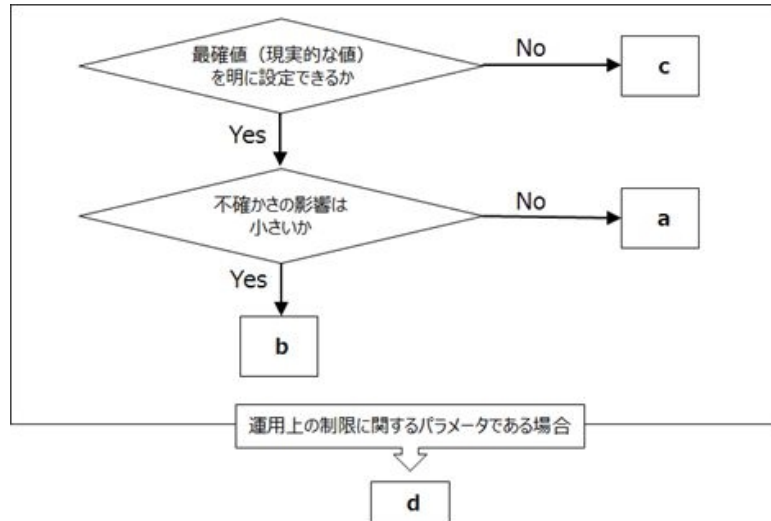 最確値（現実的な値）
を明に設定できるか
No
c
Yes
不確かさの影響は
小さいか
No
a
Yes
b
運用上の制限に関するパラメータである場合
d